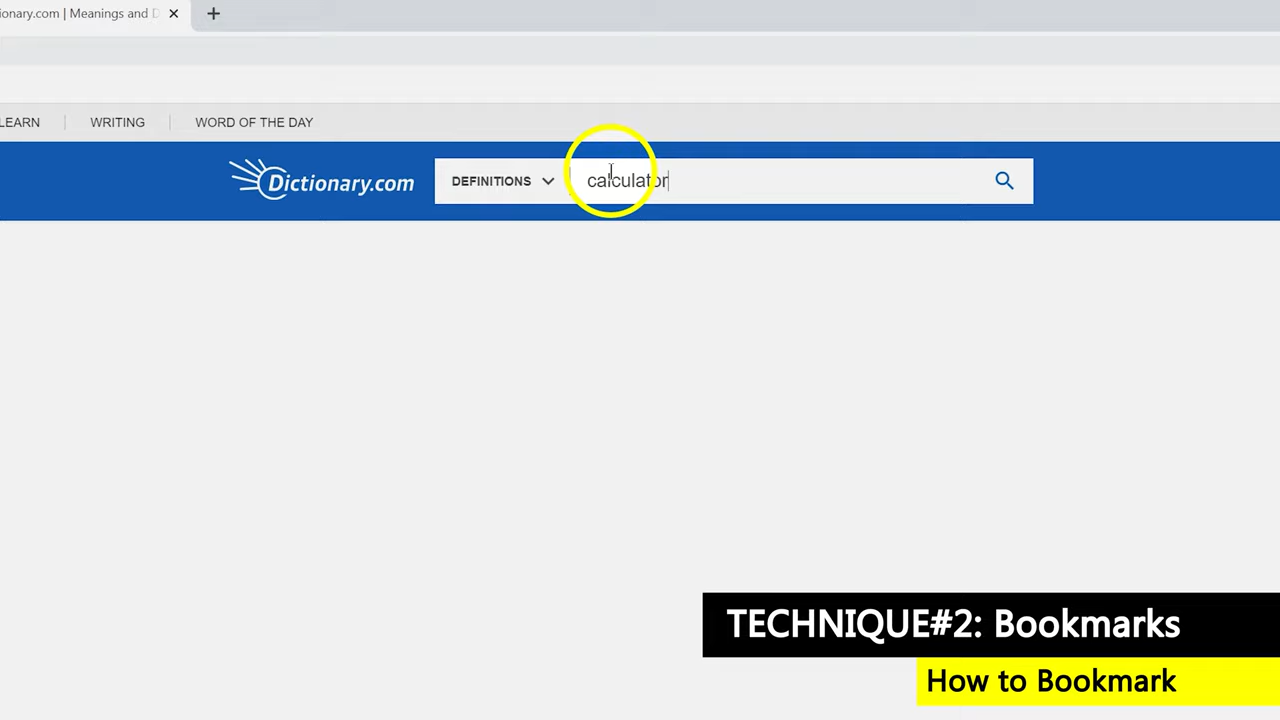 ionary.com | Meanings and D
LEARN
WRITING
WORD OF THE DAY
Dictionary.com
DEFINITIONS
calculator
TECHNIQUE#2: Bookmarks
How to Bookmark